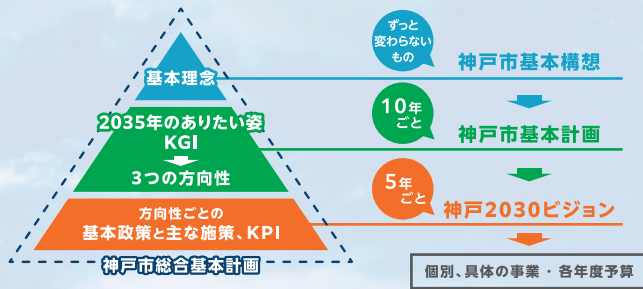 基本理念
2035年のありたい姿
KGI
3つの方向性
方向性ごとの
基本政策と主な施策、KPI
神戸市総合基本計画
ずっと
変わらない
もの
神戸市基本構想
10年
ごと
神戸市基本計画
5年
ごと
神戸2030ビジョン
個別、具体の事業・各年度予算